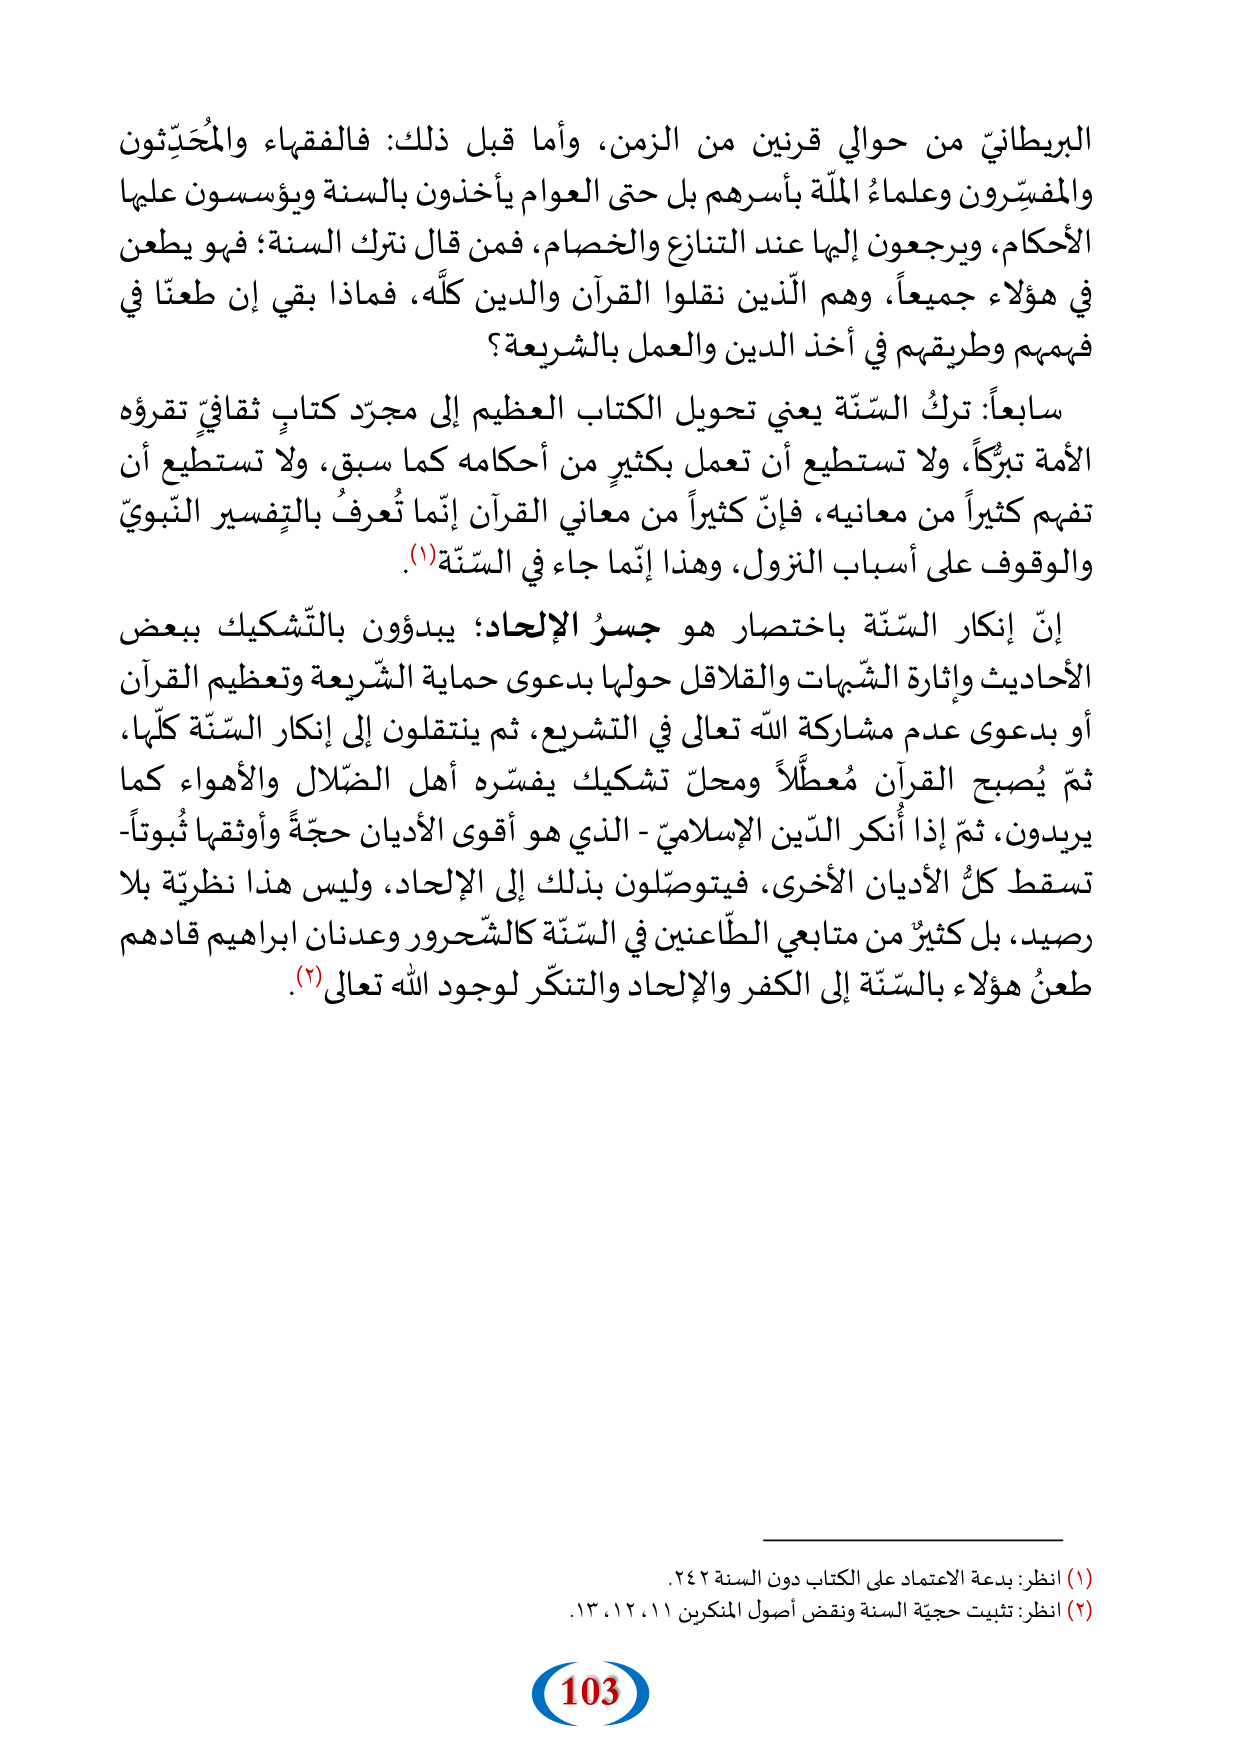 البريطانيّ من حوالي قرنين من الزمن، وأما قبل ذلك: فالفقهاء والمُحَدِّثون
والمفسِّرون وعلماءُ الملّة بأسرهم بل حتى العوام يأخذون بالسنة ويؤسسون عليها
الأحكام، ويرجعون إليها عند التنازع والخصام، فمن قال نترك السنة؛ فهو يطعن
في هؤلاء جميعاً، وهم الّذين نقلوا القرآن والدين كلَّه، فماذا بقي إن طعنّا في
فهمهم وطريقهم في أخذ الدين والعمل بالشريعة؟
سابعاً: تركُ السّنّة يعني تحويل الكتاب العظيم إلى مجرّد كتابٍ ثقافيٍّ تقرؤه
الأمة تبرُّكاً، ولا تستطيع أن تعمل بكثيرٍ من أحكامه كما سبق، ولا تستطيع أن
تفهم كثيراً من معانيه، فإنّ كثيراً من معاني القرآن إنّما تُعرفُ بالتٍفسير النّبويّ
والوقوف على أسباب النزول، وهذا إنّما جاء في السّنّة(١).
إنّ إنكار السّنّة باختصار هو جسرُ الإلحاد؛ يبدؤون بالتّشكيك ببعض
الأحاديث وإثارة الشّبهات والقلاقل حولها بدعوى حماية الشّريعة وتعظيم القرآن
أو بدعوى عدم مشاركة الله تعالى في التشريع، ثم ينتقلون إلى إنكار السّنّة كلّها،
ثمّ يُصبح القرآن مُعطَّلاً ومحلّ تشكيك يفسّره أهل الضّلال والأهواء كما
يريدون، ثمّ إذا أُنكر الدّين الإسلاميّ - الذي هو أقوى الأديان حجّةً وأوثقها ثُبوتاً-
تسقط كلُّ الأديان الأخرى، فيتوصّلون بذلك إلى الإلحاد، وليس هذا نظريّة بلا
رصيد، بل كثيرٌ من متابعي الطّاعنين في السّنّة كالشّحرور وعدنان ابراهيم قادهم
طعنُ هؤلاء بالسّنّة إلى الكفر والإلحاد والتنكّر لوجود الله تعالى(٢).
(١) انظر: بدعة الاعتماد على الكتاب دون السنة ٢٤٢.
(٢) انظر: تثبيت حجيّة السنة ونقض أصول المنكرين ١١، ١٢، ١٣.
103